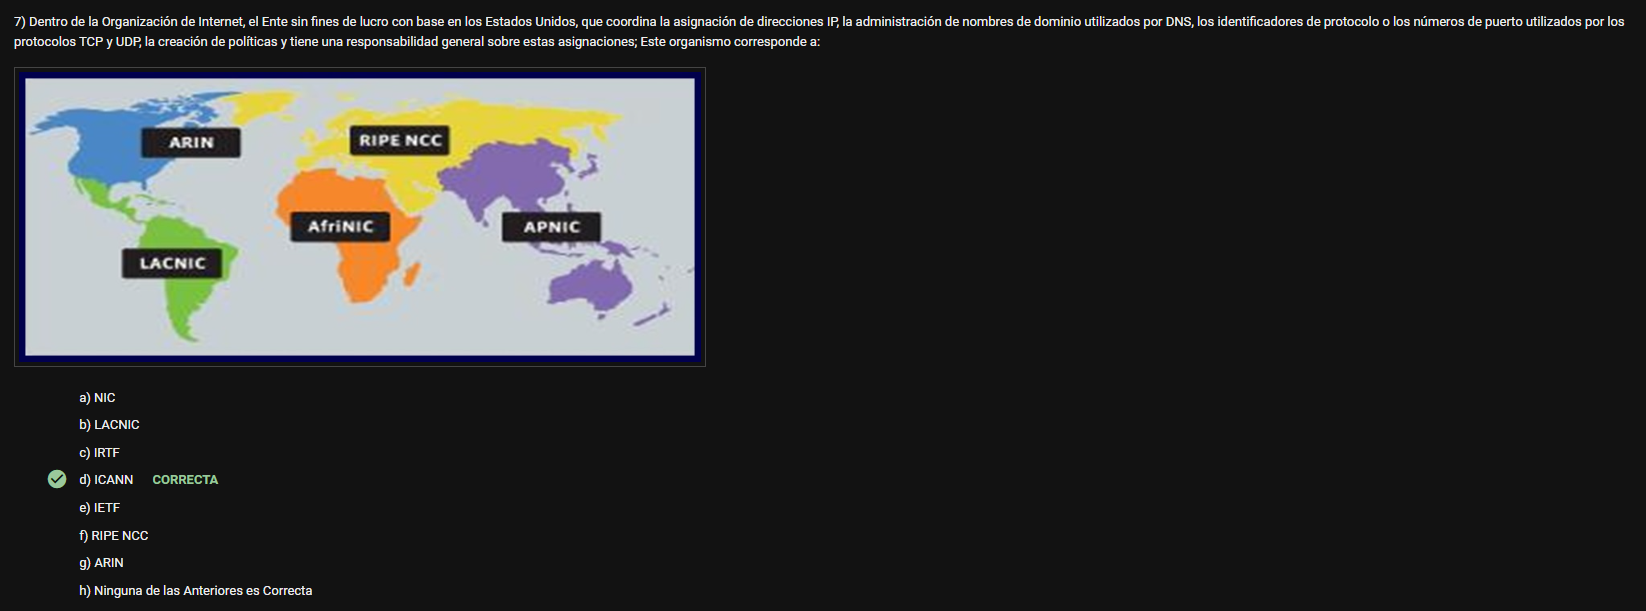 7) Dentro de la Organización de Internet, el Ente sin fines de lucro con base en los Estados Unidos, que coordina la asignación de direcciones IP, la administración de nombres de dominio utilizados por DNS, los identificadores de protocolo o los números de puerto utilizados por los
protocolos TCP y UDP, la creación de políticas y tiene una responsabilidad general sobre estas asignaciones; Este organismo corresponde a:
ARIN
RIPE NCC
AfriNIC
APNIC
LACNIC
a) NIC
b) LACNIC
c) IRTF
d) ICANN CORRECTA
e) IETF
f) RIPE NCC
g) ARIN
h) Ninguna de las Anteriores es Correcta